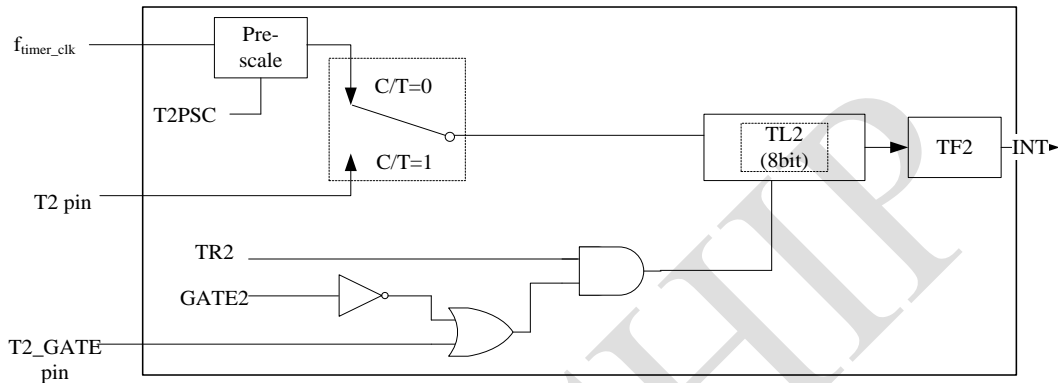 f_timer_clk
Pre-
scale
T2PSC
C/T=0
C/T=1
T2 pin
TL2
(8bit)
TF2
INT
TR2
GATE2
T2_GATE
pin